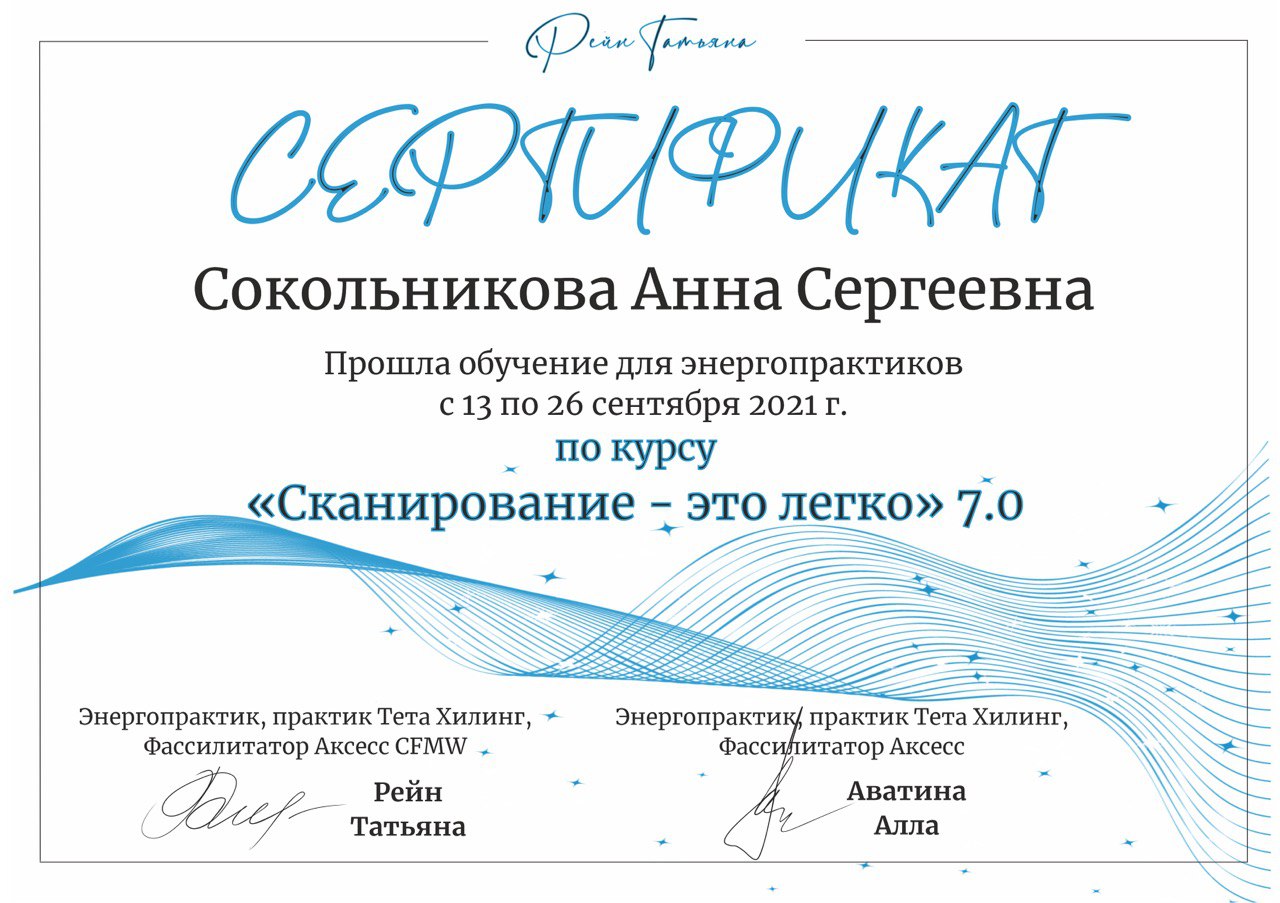 Рейн Татьяна
СЕРТИФИКАТ
Сокольникова Анна Сергеевна
Прошла обучение для энергопрактиков
с 13 по 26 сентября 2021 г.
по курсу
«Сканирование – это легко» 7.0
Энергопрактик, практик Тета Хилинг,
Фассилитатор Аксесс CFMW
Рейн
Татьяна
Энергопрактик, практик Тета Хилинг,
Фассилитатор Аксесс
Аватина
Алла